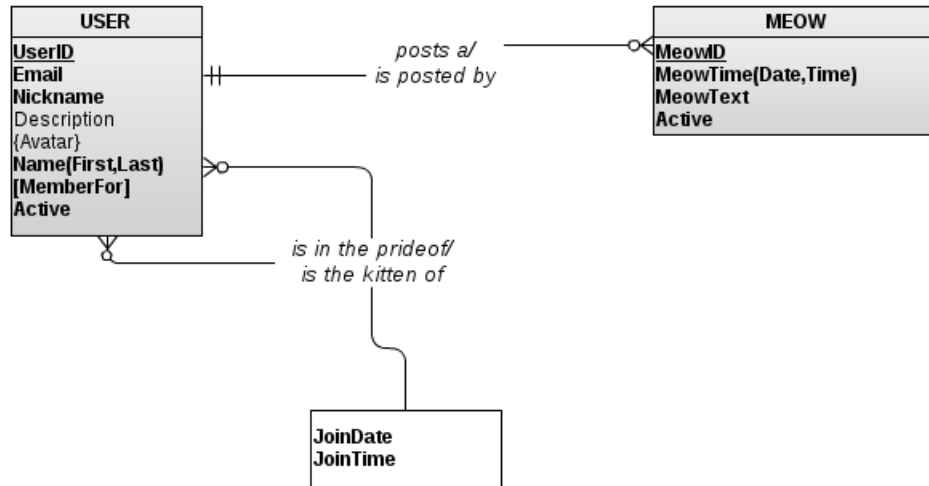 USER
UserID
Email
Nickname
Description
{Avatar}
Name(First,Last)
[MemberFor]
Active
posts a/
is posted by
MEOW
MeowID
MeowTime(Date,Time)
MeowText
Active
is in the prideof/
is the kitten of
JoinDate
JoinTime